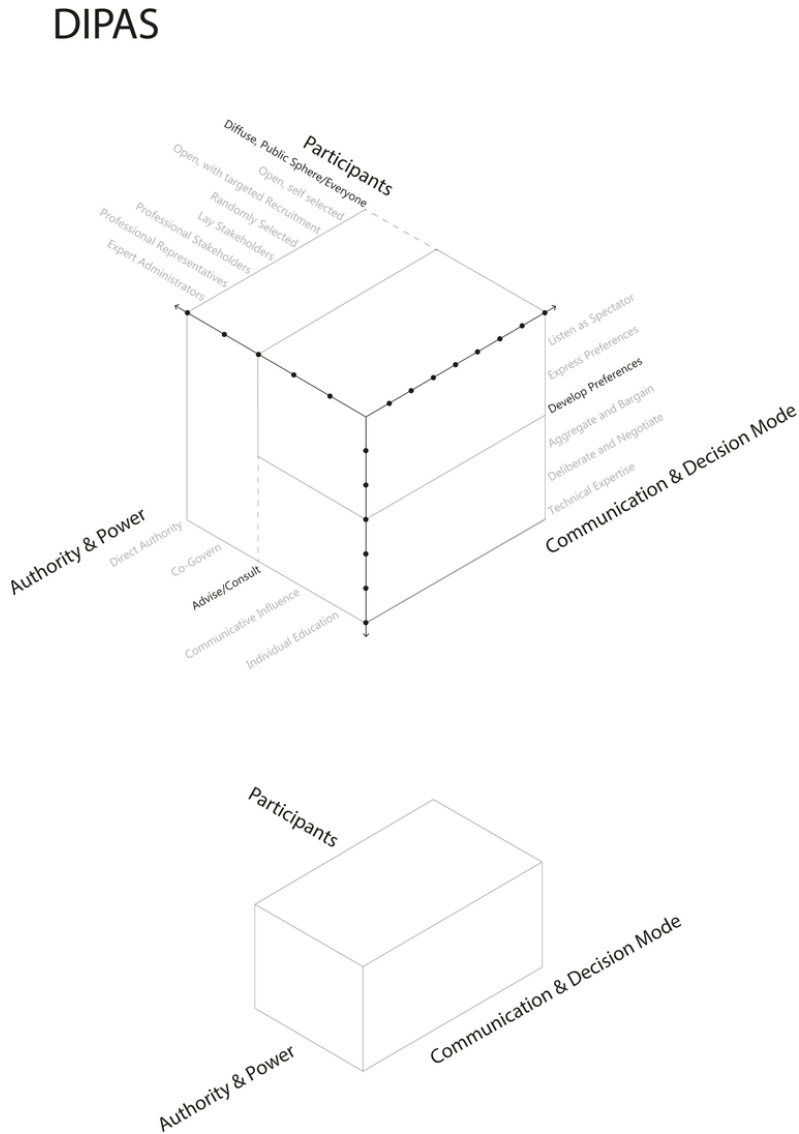 DIPAS
Participants
Diffuse, Public Sphere/Everyone
Open, self selected
Open, with targeted Recruitment
Randomly Selected
Lay Stakeholders
Professional Stakeholders
Professional Representatives
Expert Administrators
Listen as Spectator
Express Preferences
Develop Preferences
Aggregate and Bargain
Deliberate and Negotiate
Technical Expertise
Communication & Decision Mode
Authority & Power
Direct Authority
Co-Govern
Advise/Consult
Communicative Influence
Individual Education
Participants
Communication & Decision Mode
Authority & Power